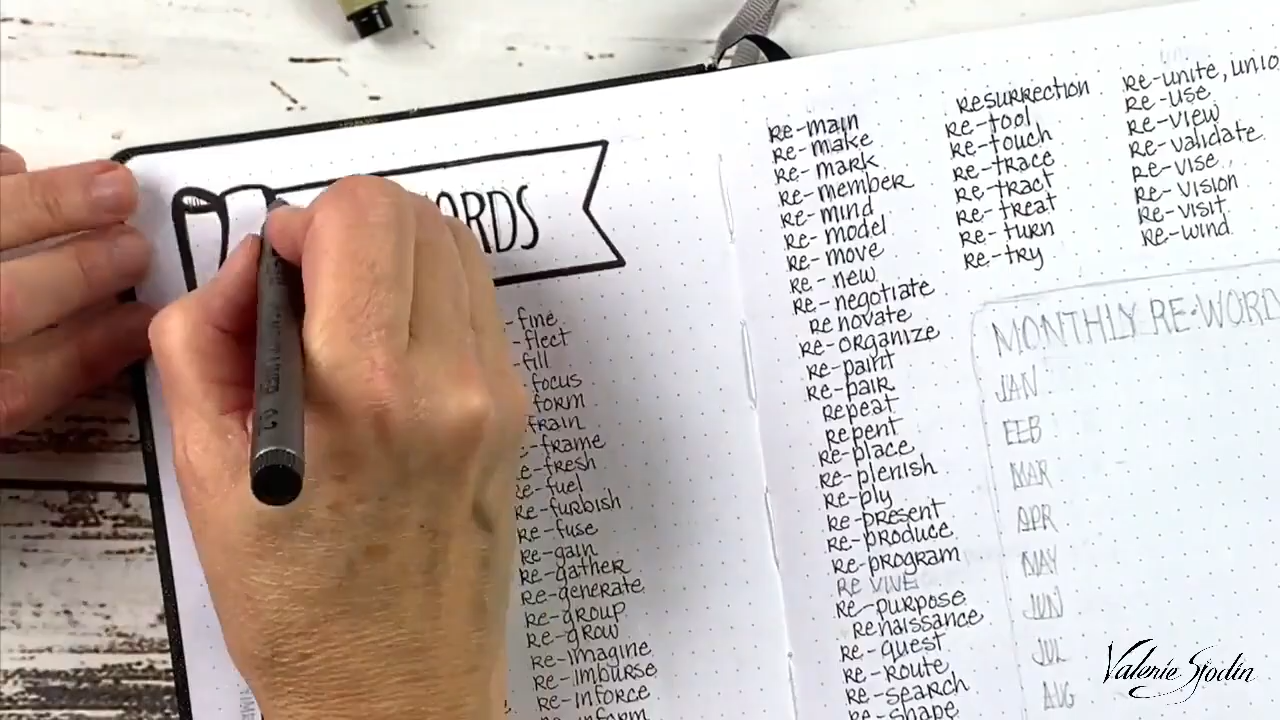 ORDS
-fine
-flect
-fill
focus
form
frain
-frame
e-fresh
re-fuel
re-furbish
re-fuse
re-gain
re-gather
re-generate
re-group
re-grow
re-imagine
re-imburse
re-inforce
re-inform
re-main
re-make
re-mark
re-member
re-mind
re-model
re-move
re-new
re-negotiate
renovate
re-organize
re-paint
re-pair
repeat
repent
re-place
re-plenish
re-ply
re-present
re-produce
re-program
REVIVE
re-purpose
renaissance
re-quest
re-route
re-search
re-shape
resurrection
re-tool
re-touch
re-trace
re-tract
re-treat
re-turn
re-try
re-unite, unio
re-use
re-view
re-validate
re-vise
re-vision
re-visit
re-wind
MONTHLY RE•WORD
JAN
FEB
MAR
APR
MAY
JUN
JUL
AUG
Valerie Sjodin